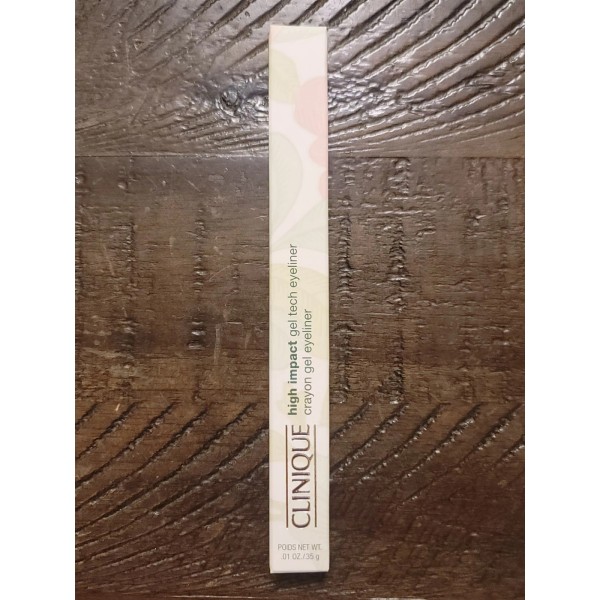 CLINIQUE
high impact gel tech eyeliner
crayon gel eyeliner
POIDS NET WT.
.01 OZ./.35 g